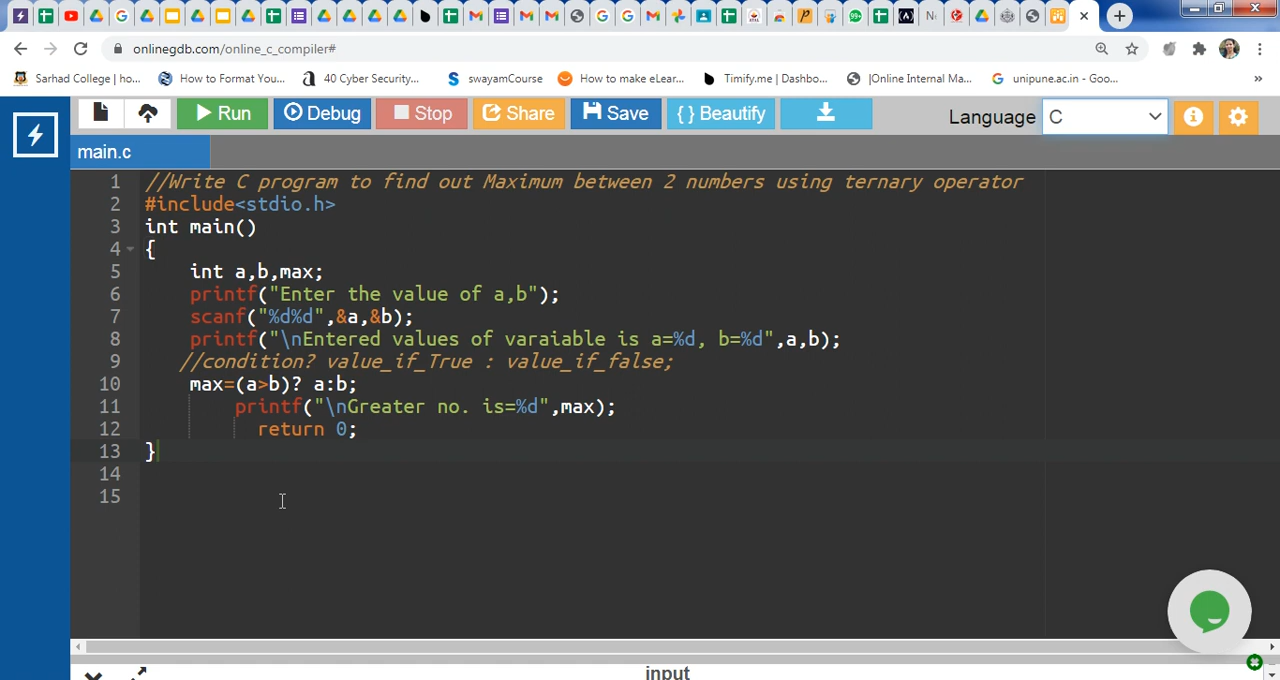 onlinegdb.com/online_c_compiler#
Sarhad College | ho... How to Format You... 40 Cyber Security... swayamCourse How to make eLear... Timify.me | Dashbo... |Online Internal Ma... unipune.ac.in - Goo... »
Run Debug Stop Share Save { } Beautify Language C
main.c
1 //Write C program to find out Maximum between 2 numbers using ternary operator
2 #include<stdio.h>
3 int main()
4 {
5 int a,b,max;
6 printf("Enter the value of a,b");
7 scanf("%d%d",&a,&b);
8 printf("\nEntered values of varaiable is a=%d, b=%d",a,b);
9 //condition? value_if_True : value_if_false;
10 max=(a>b)? a:b;
11 printf("\nGreater no. is=%d",max);
12 return 0;
13 }
14
15
input